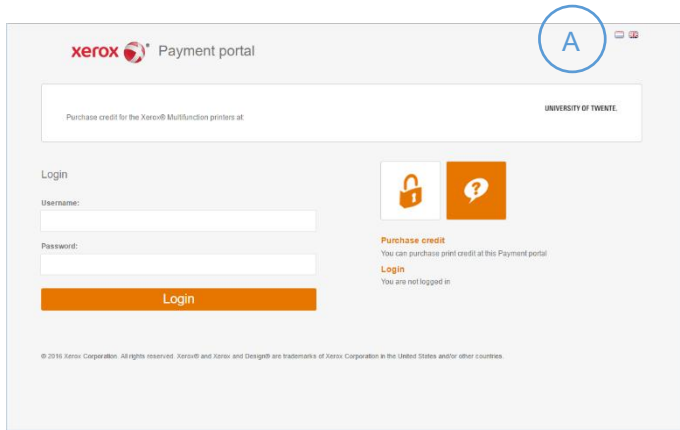 A
xerox Payment portal
UNIVERSITY OF TWENTE.
Purchase credit for the Xerox® Multifunction printers at:
Login
Username:
Password:
Login
?
Purchase credit
You can purchase print credit at this Payment portal
Login
You are not logged in
© 2016 Xerox Corporation. All rights reserved. Xerox® and Xerox and Design® are trademarks of Xerox Corporation in the United States and/or other countries.